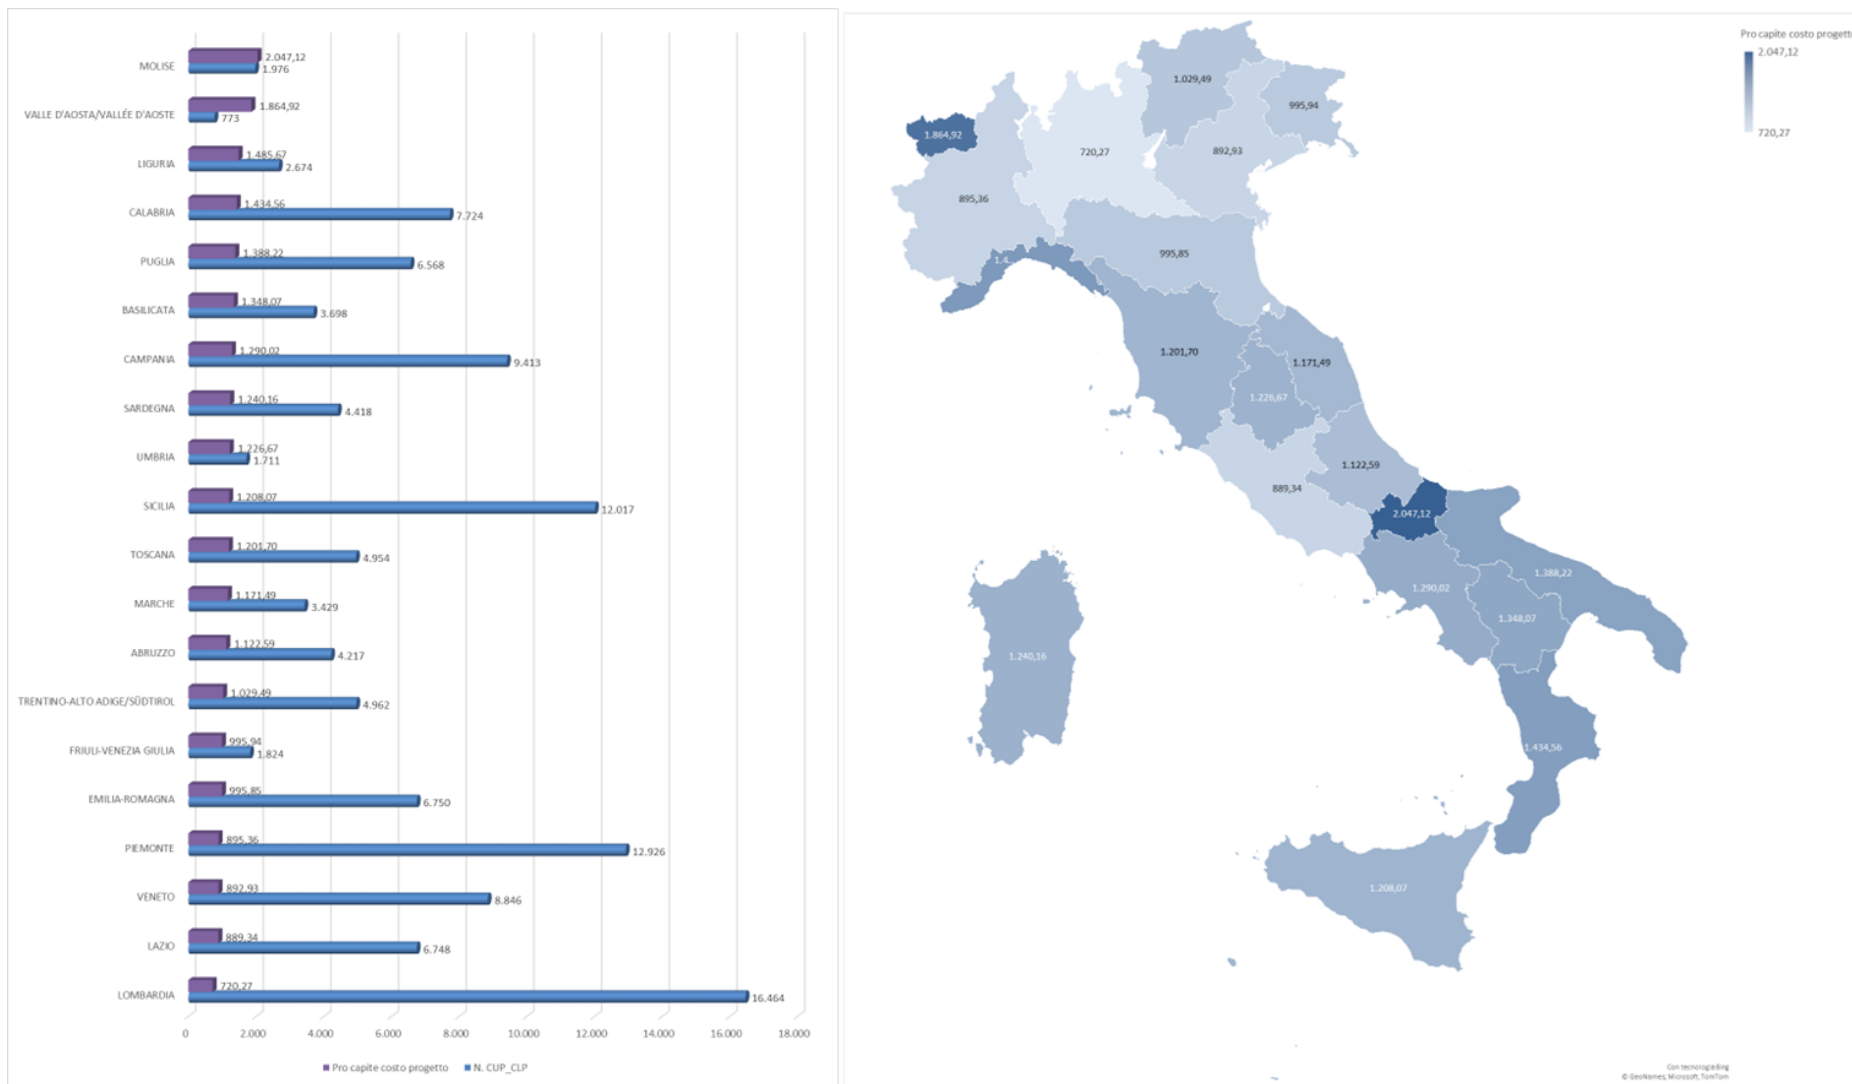 MOLISE
2.047,12
1.976
VALLE D'AOSTA/VALLÉE D'AOSTE
1.864,92
773
LIGURIA
1.485,67
2.674
CALABRIA
1.434,56
7.724
PUGLIA
1.388,22
6.568
BASILICATA
1.348,07
3.698
CAMPANIA
1.290,02
9.413
SARDEGNA
1.240,16
4.418
UMBRIA
1.226,67
1.711
SICILIA
1.208,07
12.017
TOSCANA
1.201,70
4.954
MARCHE
1.171,49
3.429
ABRUZZO
1.122,59
4.217
TRENTINO-ALTO ADIGE/SÜDTIROL
1.029,49
4.962
FRIULI-VENEZIA GIULIA
995,94
1.824
EMILIA-ROMAGNA
995,85
6.750
PIEMONTE
895,36
12.926
VENETO
892,93
8.846
LAZIO
889,34
6.748
LOMBARDIA
720,27
16.464
0 2.000 4.000 6.000 8.000 10.000 12.000 14.000 16.000 18.000
Pro capite costo progetto N. CUP_CLP
Pro capite costo progetto
2.047,12
720,27
1.029,49
995,94
1.864,92
720,27
892,93
895,36
995,85
1.4...
1.201,70
1.171,49
1.226,67
1.122,59
889,34
2.047,12
1.388,22
1.290,02
1.348,07
1.240,16
1.434,56
1.208,07
Con tecnologia Bing
© GeoNames, Microsoft, TomTom